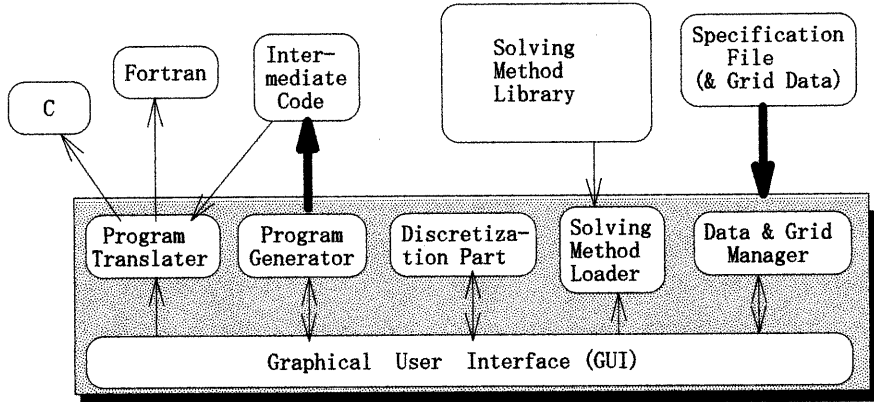 C
Fortran
Inter-
mediate
Code
Solving
Method
Library
Specification
File
(& Grid Data)
Program
Translater
Program
Generator
Discretiza-
tion Part
Solving
Method
Loader
Data & Grid
Manager
Graphical User Interface (GUI)